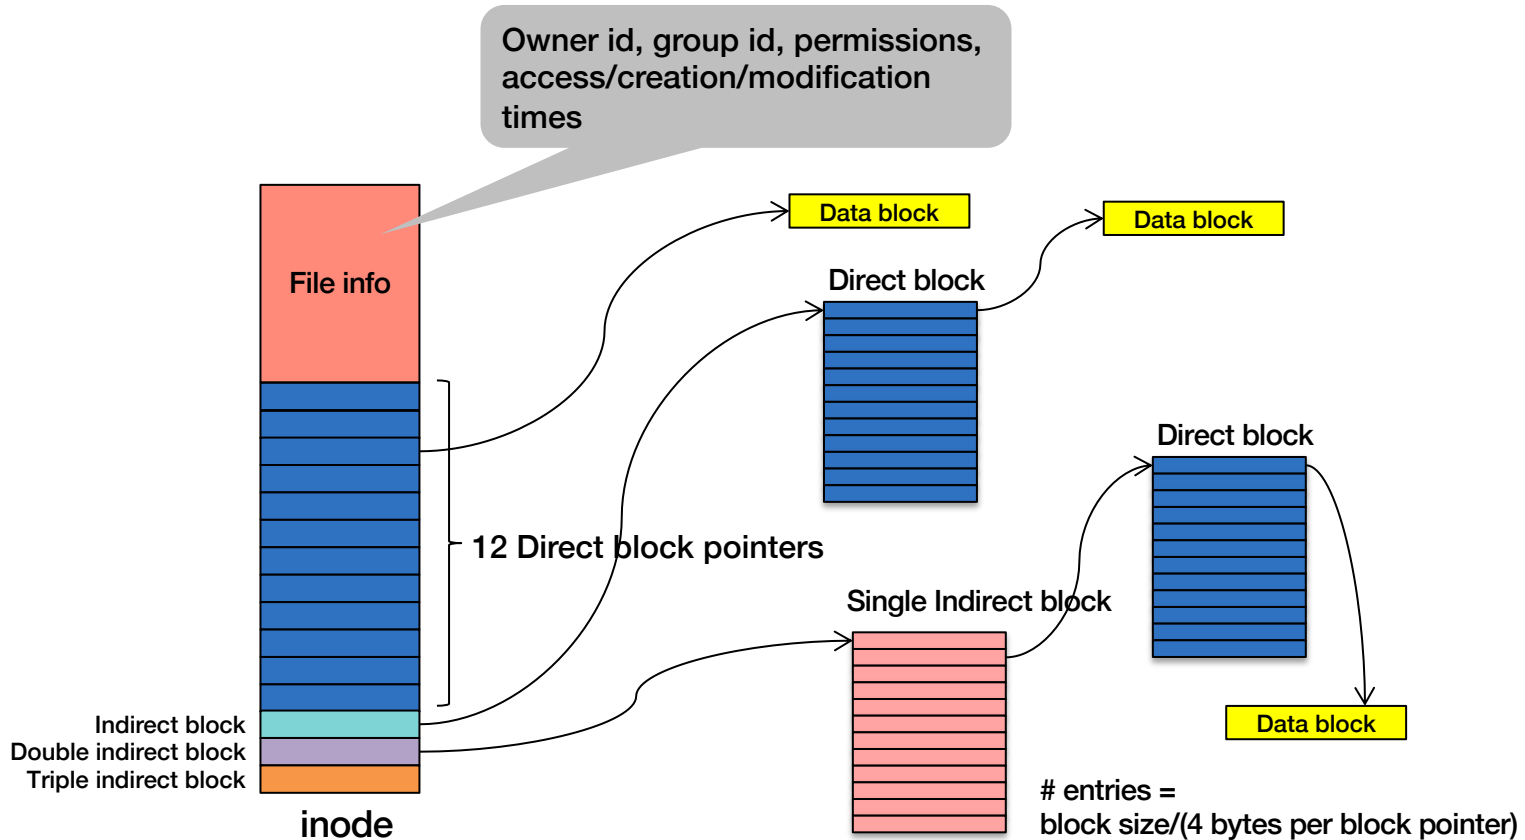 Owner id, group id, permissions,
access/creation/modification
times
Data block
Data block
File info
Direct block
Direct block
12 Direct block pointers
Single Indirect block
Indirect block
Double indirect block
Triple indirect block
Data block
inode
# entries =
block size/(4 bytes per block pointer)